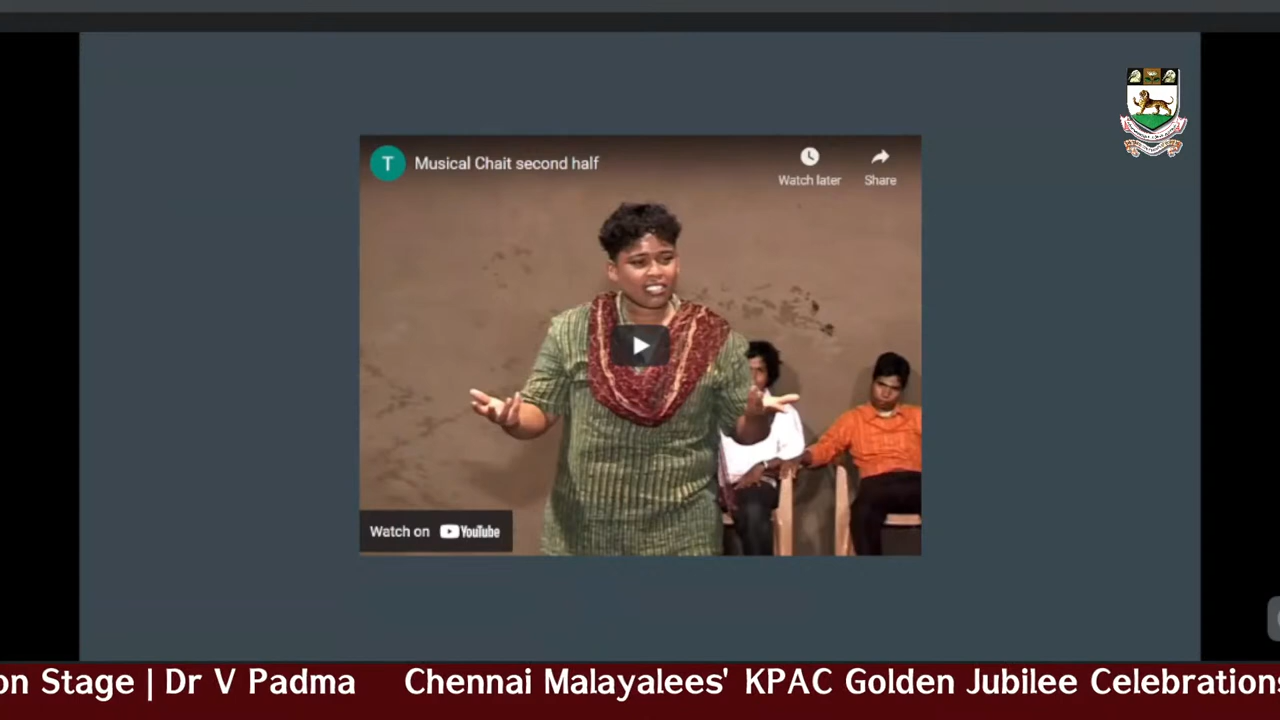 T
Musical Chait second half
Watch later
Share
Watch on YouTube
on Stage | Dr V Padma Chennai Malayalees' KPAC Golden Jubilee Celebrations